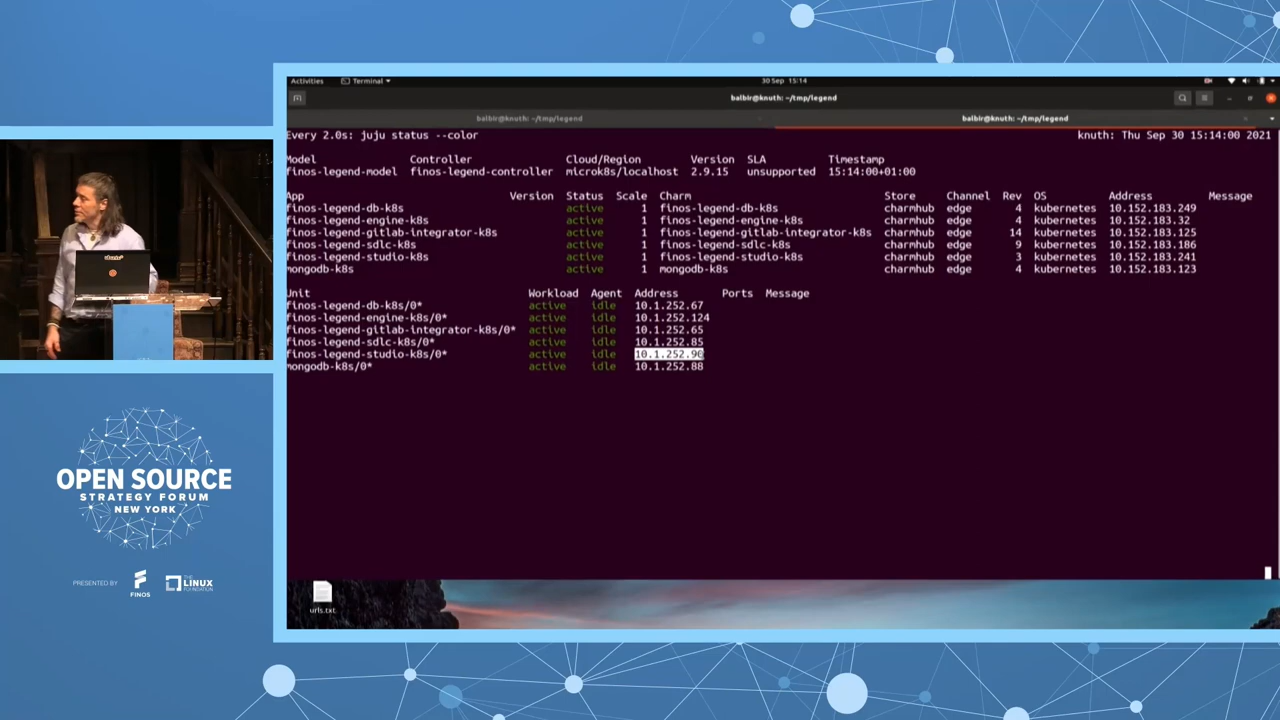 Activities Terminal 30 Sep 15:14
balbir@knuth: ~/tmp/legend
balbir@knuth: ~/tmp/legend balbir@knuth: ~/tmp/legend
Every 2.0s: juju status --color knuth: Thu Sep 30 15:14:00 2021
Model Controller Cloud/Region Version SLA Timestamp
finos-legend-model finos-legend-controller microk8s/localhost 2.9.15 unsupported 15:14:00+01:00
App Version Status Scale Charm Store Channel Rev OS Address Message
finos-legend-db-k8s active 1 finos-legend-db-k8s charmhub edge 4 kubernetes 10.152.183.249
finos-legend-engine-k8s active 1 finos-legend-engine-k8s charmhub edge 4 kubernetes 10.152.183.32
finos-legend-gitlab-integrator-k8s active 1 finos-legend-gitlab-integrator-k8s charmhub edge 14 kubernetes 10.152.183.125
finos-legend-sdlc-k8s active 1 finos-legend-sdlc-k8s charmhub edge 9 kubernetes 10.152.183.186
finos-legend-studio-k8s active 1 finos-legend-studio-k8s charmhub edge 3 kubernetes 10.152.183.241
mongodb-k8s active 1 mongodb-k8s charmhub edge 4 kubernetes 10.152.183.123
Unit Workload Agent Address Ports Message
finos-legend-db-k8s/0* active idle 10.1.252.67
finos-legend-engine-k8s/0* active idle 10.1.252.124
finos-legend-gitlab-integrator-k8s/0* active idle 10.1.252.65
finos-legend-sdlc-k8s/0* active idle 10.1.252.85
finos-legend-studio-k8s/0* active idle 10.1.252.90
mongodb-k8s/0* active idle 10.1.252.88
urls.txt
OPEN SOURCE
STRATEGY FORUM
NEW YORK
PRESENTED BY FINOS THE LINUX FOUNDATION